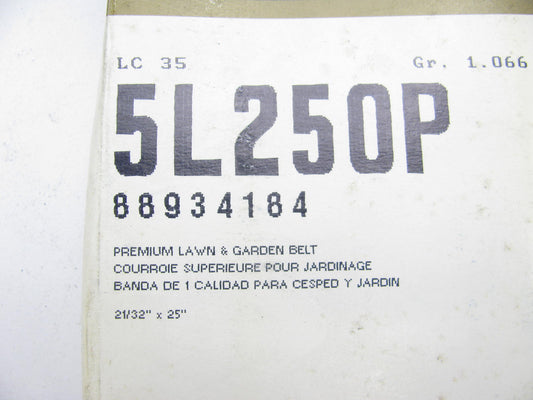 LC 35 Gr. 1.066
5L250P
88934184
PREMIUM LAWN & GARDEN BELT
COURROIE SUPERIEURE POUR JARDINAGE
BANDA DE 1 CALIDAD PARA CESPED Y JARDIN
21/32" x 25"